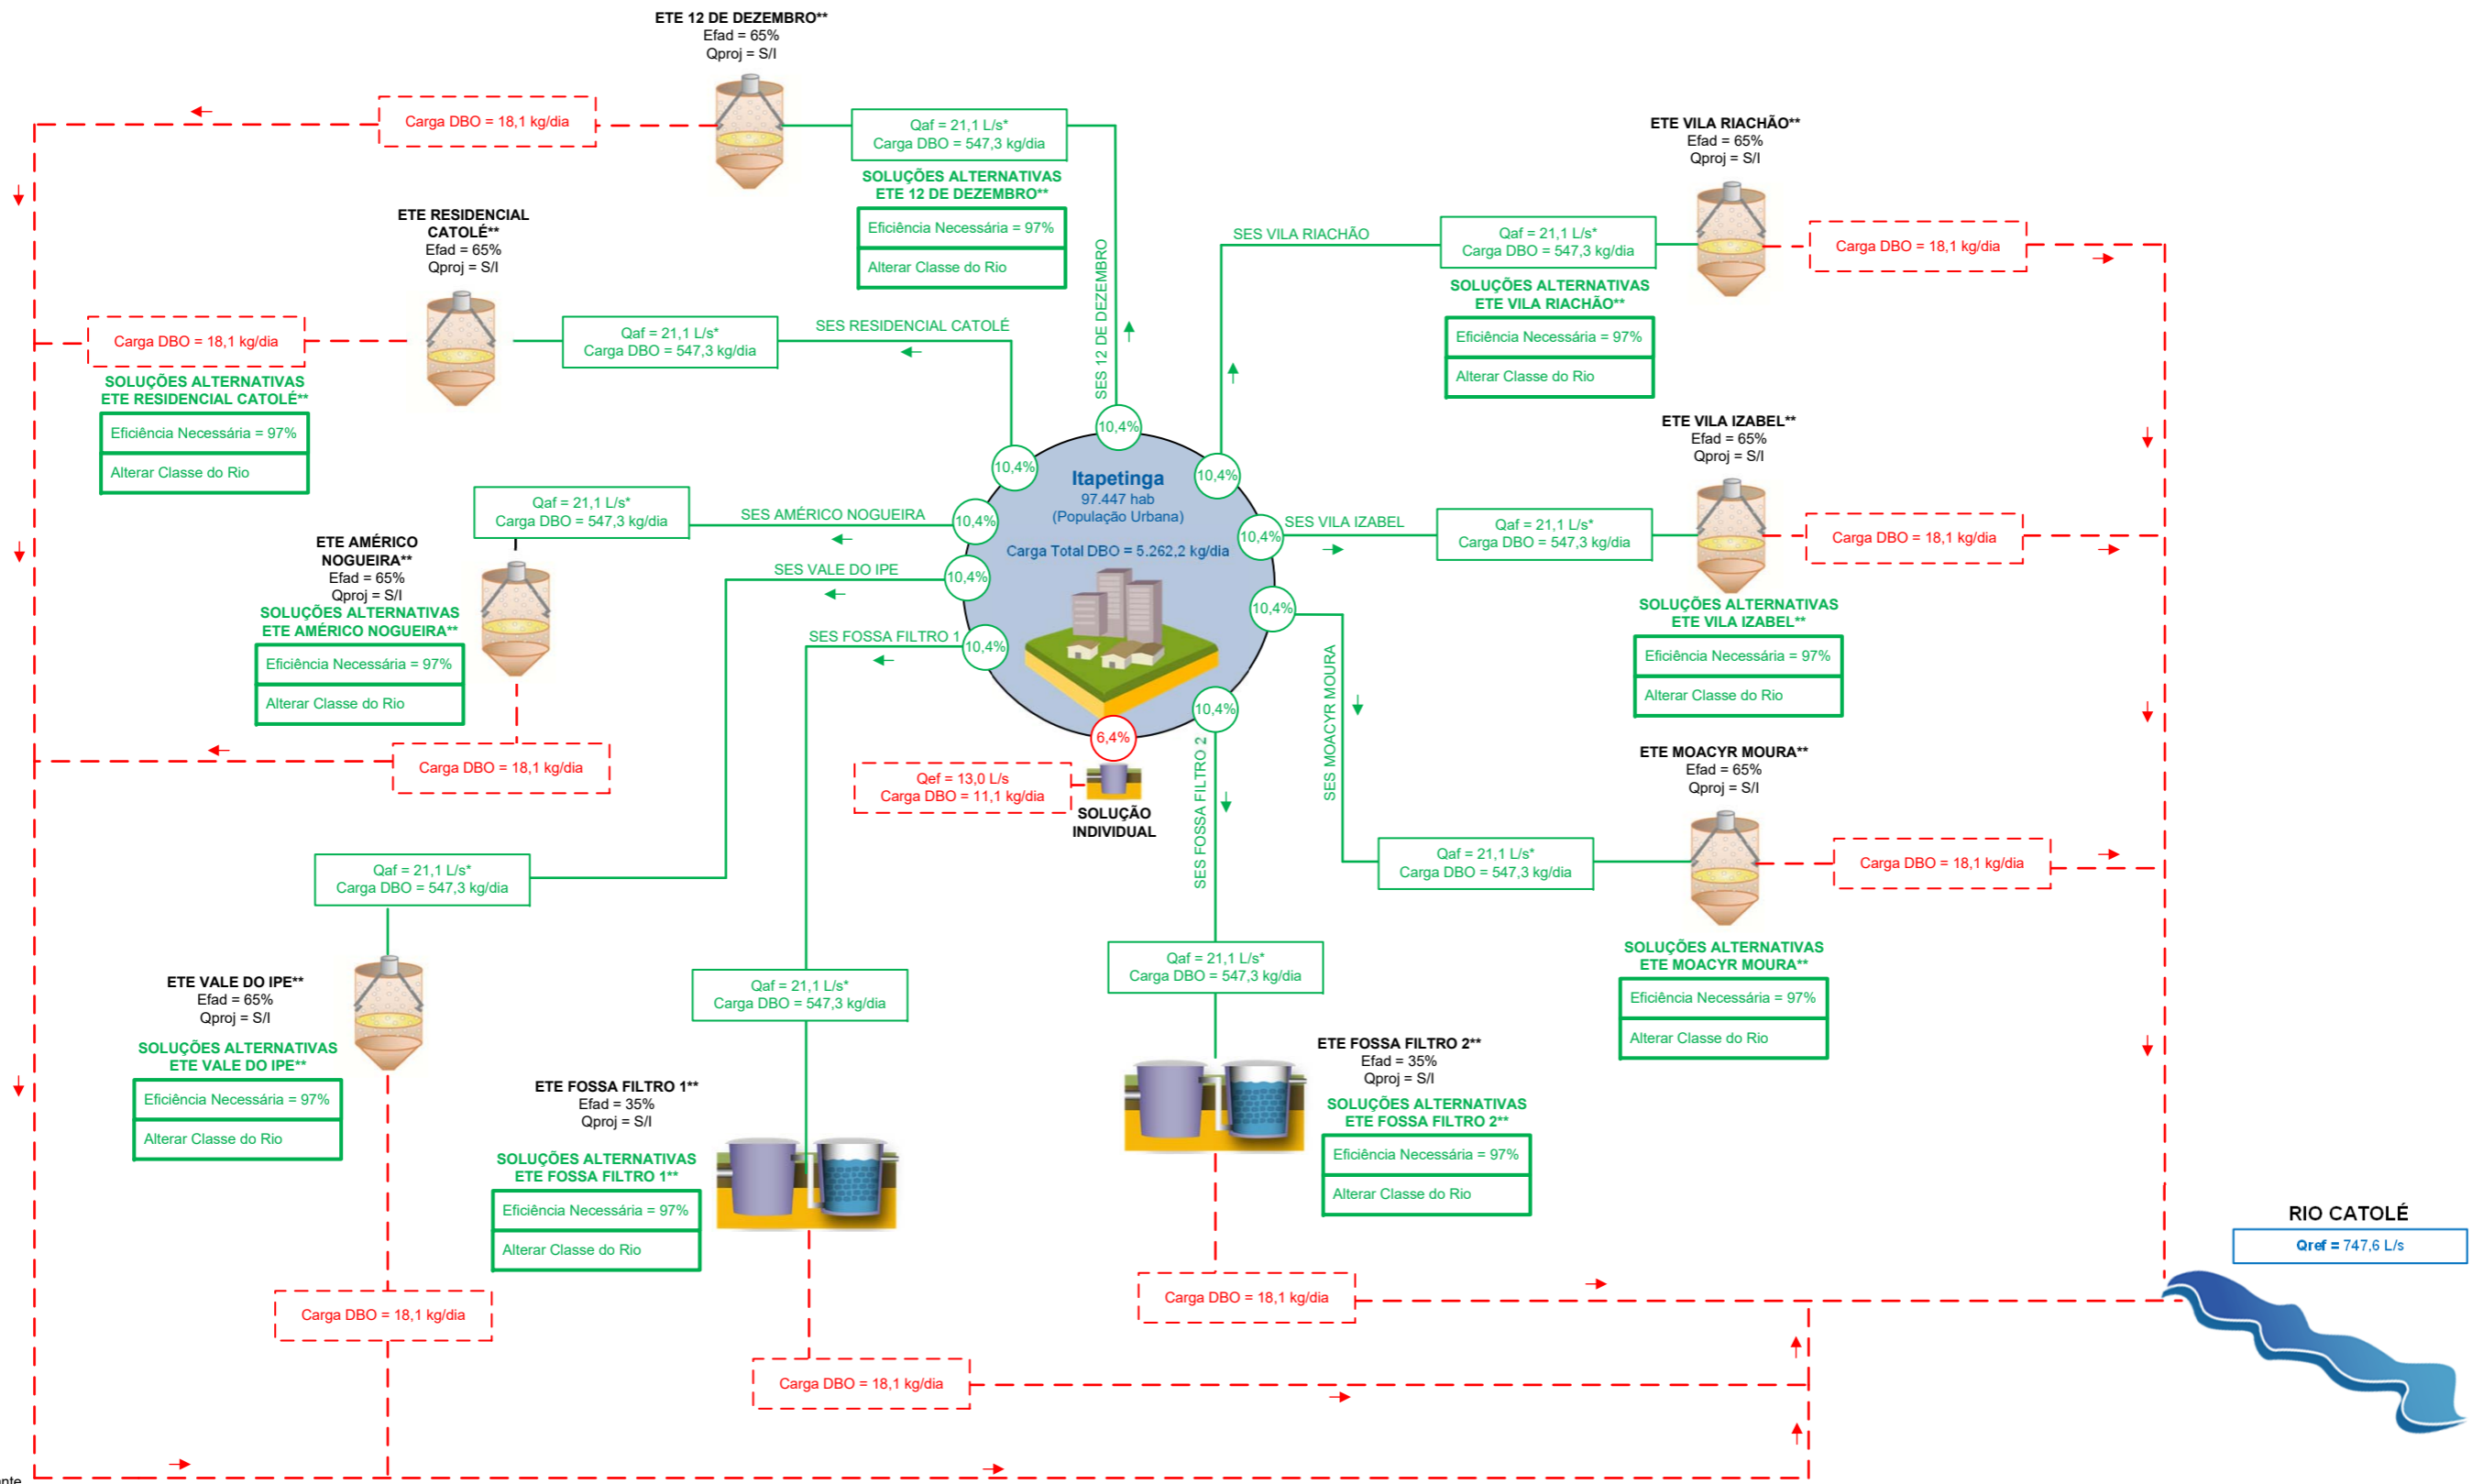 ETE 12 DE DEZEMBRO**
Efad = 65%
Qproj = S/I
Carga DBO = 18,1 kg/dia
Qaf = 21,1 L/s*
Carga DBO = 547,3 kg/dia
SOLUÇÕES ALTERNATIVAS
ETE 12 DE DEZEMBRO**
Eficiência Necessária = 97%
Alterar Classe do Rio
SES 12 DE DEZEMBRO
ETE VILA RIACHÃO**
Efad = 65%
Qproj = S/I
SES VILA RIACHÃO
Qaf = 21,1 L/s*
Carga DBO = 547,3 kg/dia
Carga DBO = 18,1 kg/dia
SOLUÇÕES ALTERNATIVAS
ETE VILA RIACHÃO**
Eficiência Necessária = 97%
Alterar Classe do Rio
ETE RESIDENCIAL
CATOLÉ**
Efad = 65%
Qproj = S/I
Carga DBO = 18,1 kg/dia
Qaf = 21,1 L/s*
Carga DBO = 547,3 kg/dia
SES RESIDENCIAL CATOLÉ
SOLUÇÕES ALTERNATIVAS
ETE RESIDENCIAL CATOLÉ**
Eficiência Necessária = 97%
Alterar Classe do Rio
10,4%
10,4%
10,4%
10,4%
10,4%
10,4%
10,4%
10,4%
10,4%
6,4%
Itapetinga
97.447 hab
(População Urbana)
Carga Total DBO = 5.262,2 kg/dia
ETE VILA IZABEL**
Efad = 65%
Qproj = S/I
SES VILA IZABEL
Qaf = 21,1 L/s*
Carga DBO = 547,3 kg/dia
Carga DBO = 18,1 kg/dia
SOLUÇÕES ALTERNATIVAS
ETE VILA IZABEL**
Eficiência Necessária = 97%
Alterar Classe do Rio
Qaf = 21,1 L/s*
Carga DBO = 547,3 kg/dia
SES AMÉRICO NOGUEIRA
ETE AMÉRICO
NOGUEIRA**
Efad = 65%
Qproj = S/I
SOLUÇÕES ALTERNATIVAS
ETE AMÉRICO NOGUEIRA**
Eficiência Necessária = 97%
Alterar Classe do Rio
Carga DBO = 18,1 kg/dia
SES VALE DO IPE
SES FOSSA FILTRO 1
Qef = 13,0 L/s
Carga DBO = 11,1 kg/dia
SOLUÇÃO
INDIVIDUAL
SES FOSSA FILTRO 2
SES MOACYR MOURA
ETE MOACYR MOURA**
Efad = 65%
Qproj = S/I
Qaf = 21,1 L/s*
Carga DBO = 547,3 kg/dia
Carga DBO = 18,1 kg/dia
SOLUÇÕES ALTERNATIVAS
ETE MOACYR MOURA**
Eficiência Necessária = 97%
Alterar Classe do Rio
Qaf = 21,1 L/s*
Carga DBO = 547,3 kg/dia
ETE VALE DO IPE**
Efad = 65%
Qproj = S/I
SOLUÇÕES ALTERNATIVAS
ETE VALE DO IPE**
Eficiência Necessária = 97%
Alterar Classe do Rio
Carga DBO = 18,1 kg/dia
Qaf = 21,1 L/s*
Carga DBO = 547,3 kg/dia
ETE FOSSA FILTRO 1**
Efad = 35%
Qproj = S/I
SOLUÇÕES ALTERNATIVAS
ETE FOSSA FILTRO 1**
Eficiência Necessária = 97%
Alterar Classe do Rio
Carga DBO = 18,1 kg/dia
Qaf = 21,1 L/s*
Carga DBO = 547,3 kg/dia
ETE FOSSA FILTRO 2**
Efad = 35%
Qproj = S/I
SOLUÇÕES ALTERNATIVAS
ETE FOSSA FILTRO 2**
Eficiência Necessária = 97%
Alterar Classe do Rio
Carga DBO = 18,1 kg/dia
RIO CATOLÉ
Qref = 747,6 L/s